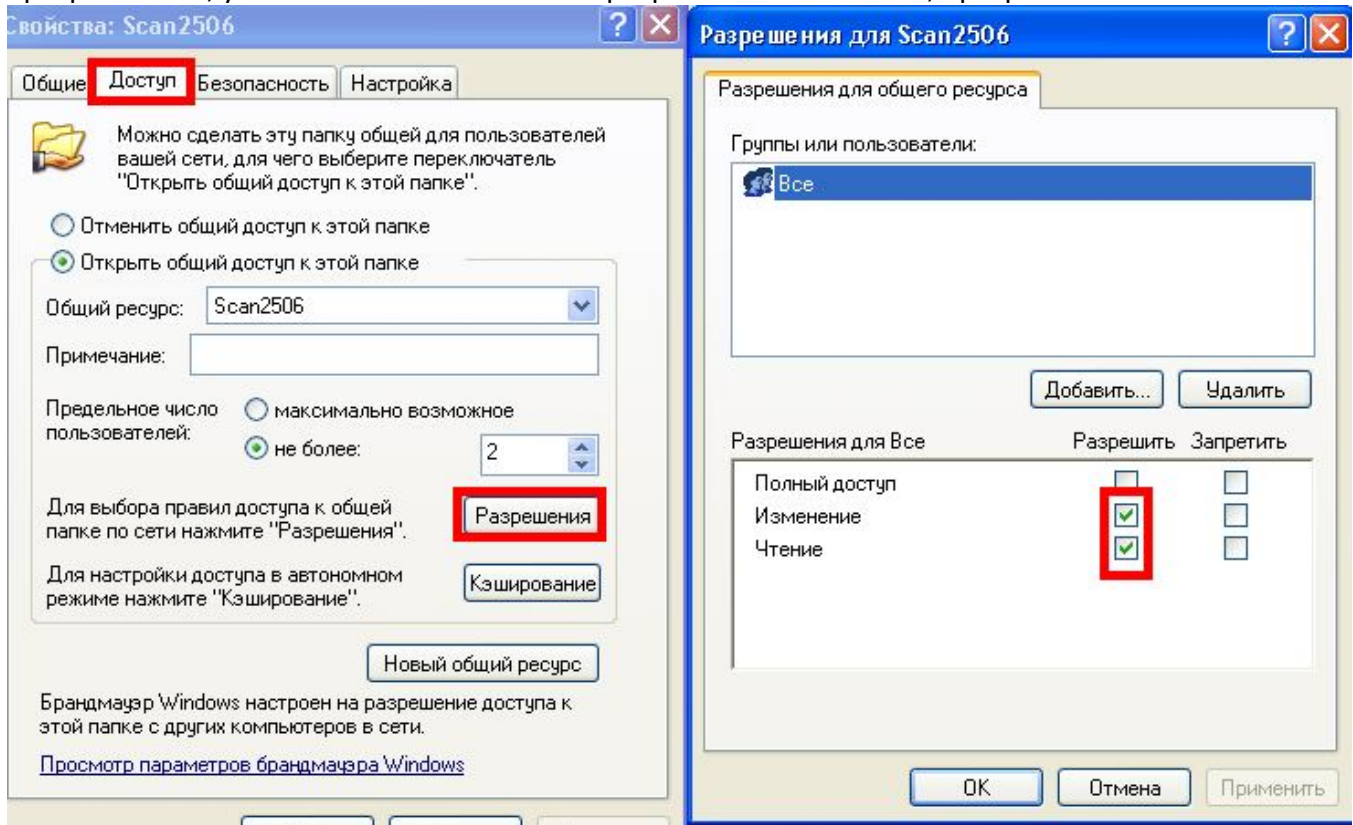 Свойства: Scan2506
Общие Доступ Безопасность Настройка
Можно сделать эту папку общей для пользователей
вашей сети, для чего выберите переключатель
"Открыть общий доступ к этой папке".
Отменить общий доступ к этой папке
Открыть общий доступ к этой папке
Общий ресурс: Scan2506
Примечание:
Предельное число
пользователей:
максимально возможное
не более: 2
Для выбора правил доступа к общей
папке по сети нажмите "Разрешения".
Разрешения
Для настройки доступа в автономном
режиме нажмите "Кэширование".
Кэширование
Новый общий ресурс
Брандмауэр Windows настроен на разрешение доступа к
этой папке с других компьютеров в сети.
Просмотр параметров брандмауэра Windows
Разрешения для Scan2506
Разрешения для общего ресурса
Группы или пользователи:
Все
Добавить... Удалить
Разрешения для Все Разрешить Запретить
Полный доступ
Изменение
Чтение
ОК Отмена Применить